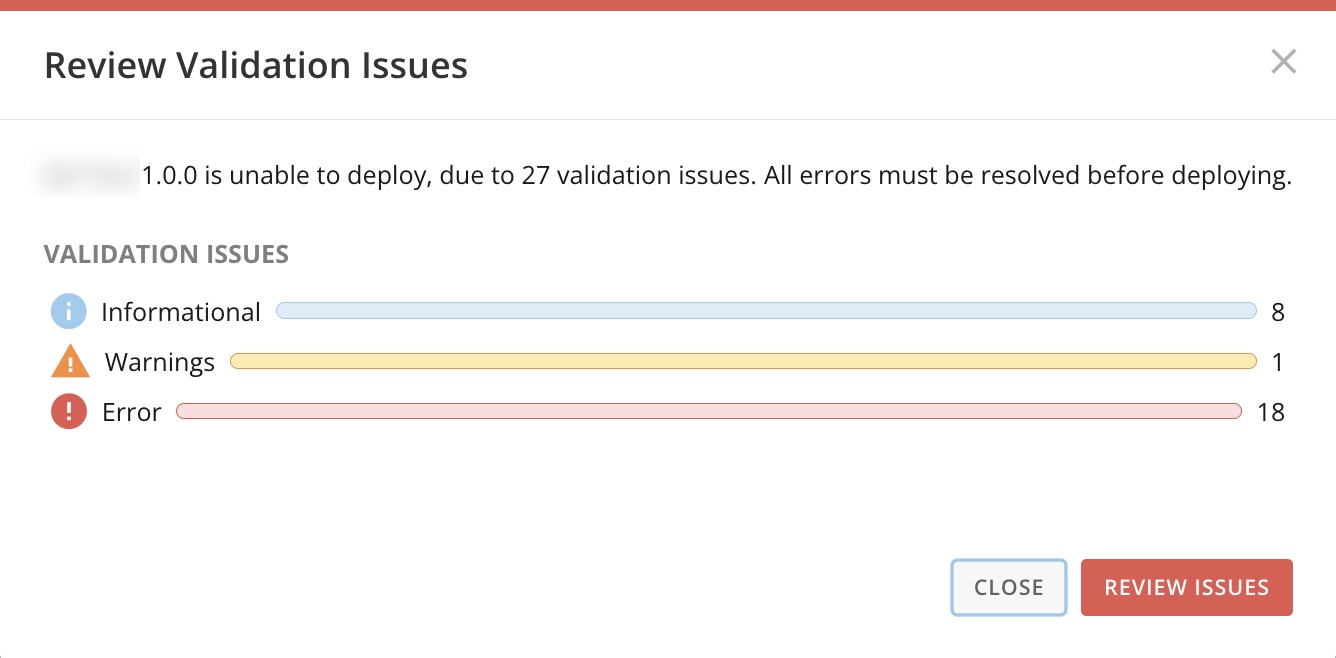 Review Validation Issues
1.0.0 is unable to deploy, due to 27 validation issues. All errors must be resolved before deploying.
VALIDATION ISSUES
Informational 8
Warnings 1
Error 18
CLOSE REVIEW ISSUES